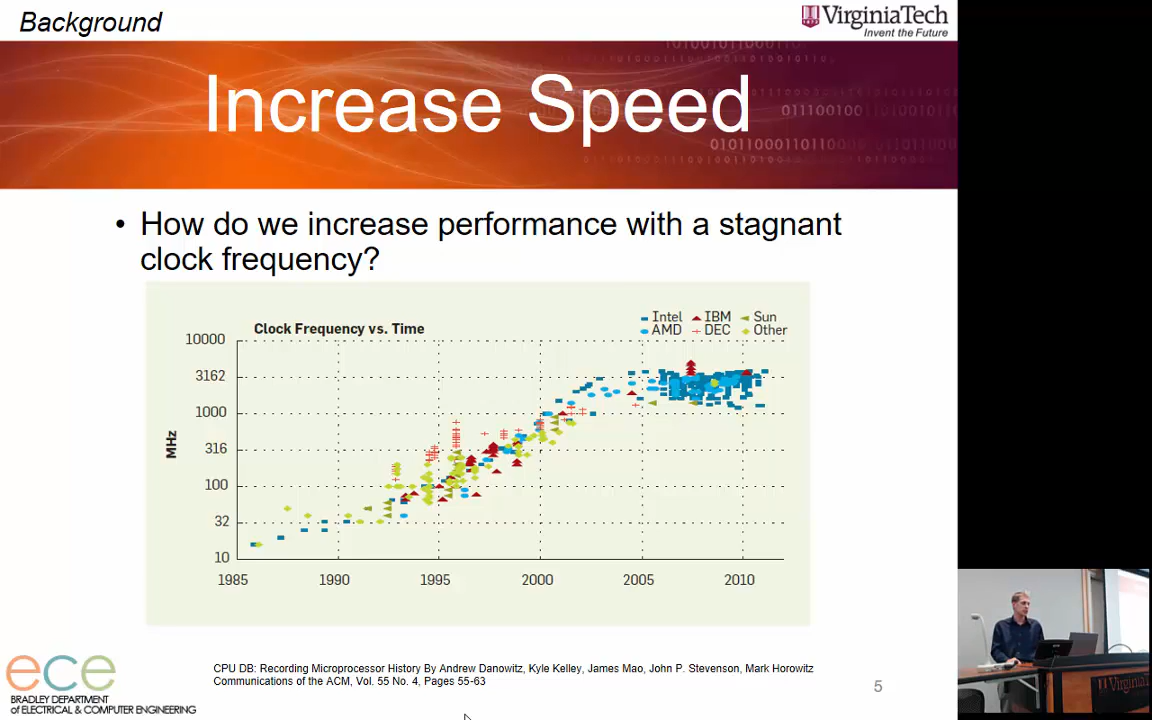 Background
VirginiaTech
Invent the Future
Increase Speed
• How do we increase performance with a stagnant
clock frequency?
Clock Frequency vs. Time
Intel IBM Sun
AMD DEC Other
MHz
10000
3162
1000
316
100
32
10
1985 1990 1995 2000 2005 2010
CPU DB: Recording Microprocessor History By Andrew Danowitz, Kyle Kelley, James Mao, John P. Stevenson, Mark Horowitz
Communications of the ACM, Vol. 55 No. 4, Pages 55-63
5
ece
BRADLEY DEPARTMENT
of ELECTRICAL & COMPUTER ENGINEERING